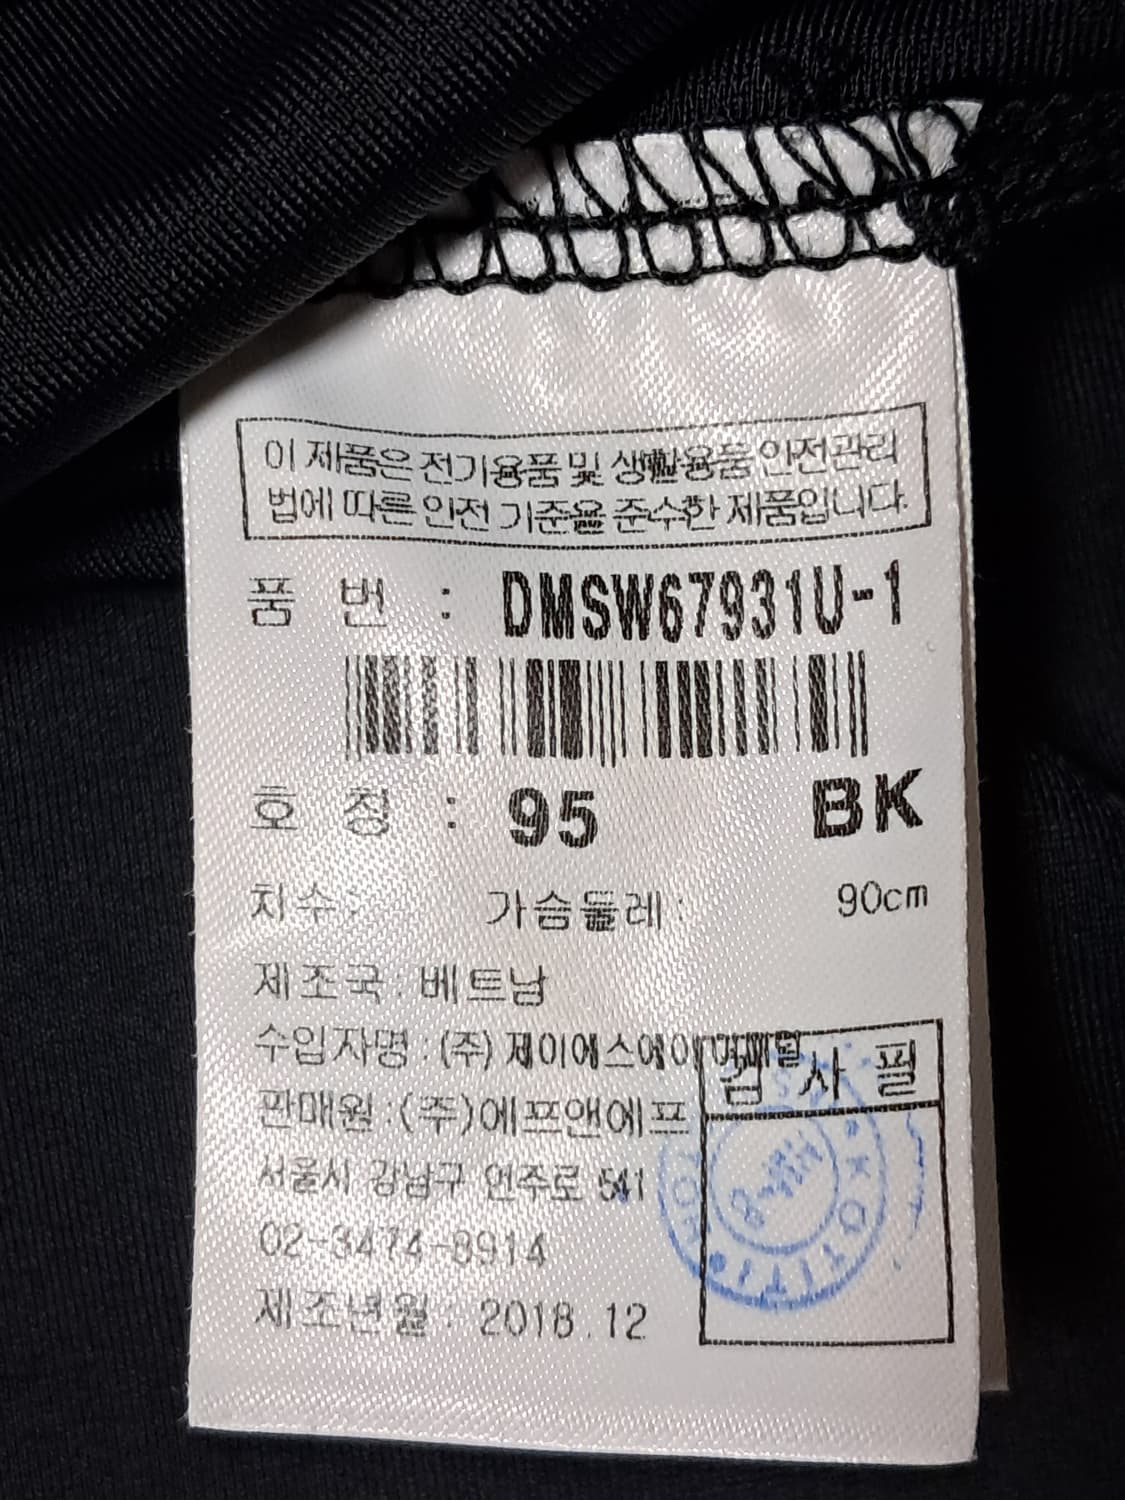 이 제품은 전기용품 및 생활용품 안전관리
법에 따른 안전 기준을 준수한 제품입니다.
품 번 : DMSW67931U-1
호 칭 : 95 BK
치수: 가슴둘레: 90cm
제조국 : 베트남
수입자명 : (주) 제이에스에이
검 사 필
판매원 : (주)에프앤에프
서울시 강남구 언주로 541
KOTITI
02-3474-8914
제조년월 : 2018.12